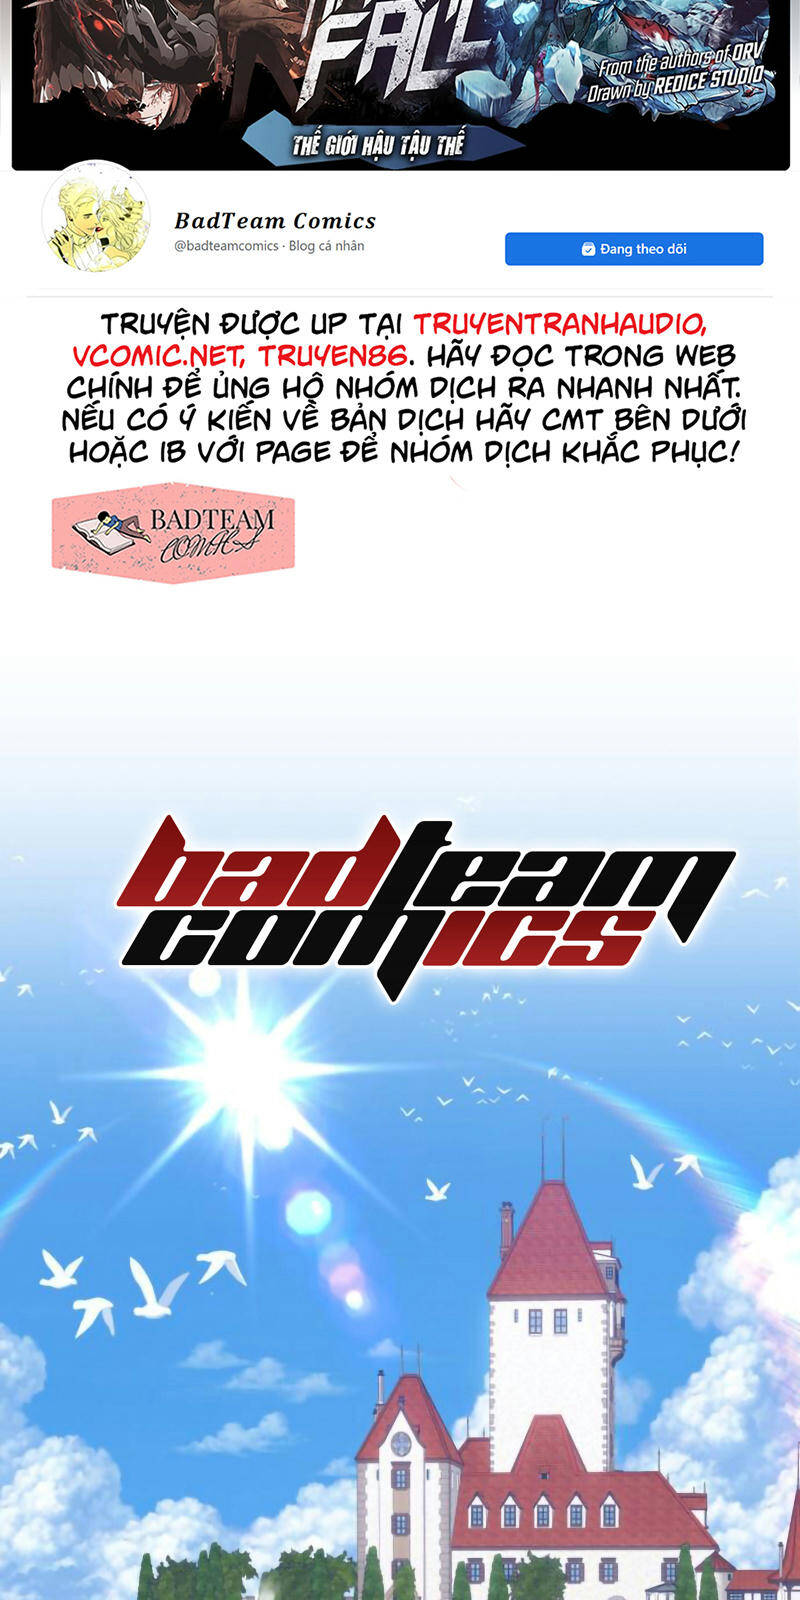 FALL
From the authors of ORV
Drawn by REDICE STUDIO
THẾ GIỚI HẬU TẬU THẾ
BadTeam Comics
@badteamcomics · Blog cá nhân
Đang theo dõi
TRUYỆN ĐƯỢC UP TẠI TRUYENTRANHAUDIO,
VCOMIC.NET, TRUYEN86. HÃY ĐỌC TRONG WEB
CHÍNH ĐỂ ỦNG HỘ NHÓM DỊCH RA NHANH NHẤT.
NẾU CÓ Ý KIẾN VỀ BẢN DỊCH HÃY CMT BÊN DƯỚI
HOẶC IB VỚI PAGE ĐỂ NHÓM DỊCH KHẮC PHỤC!
BADTEAM
COMICS
badteam
comics